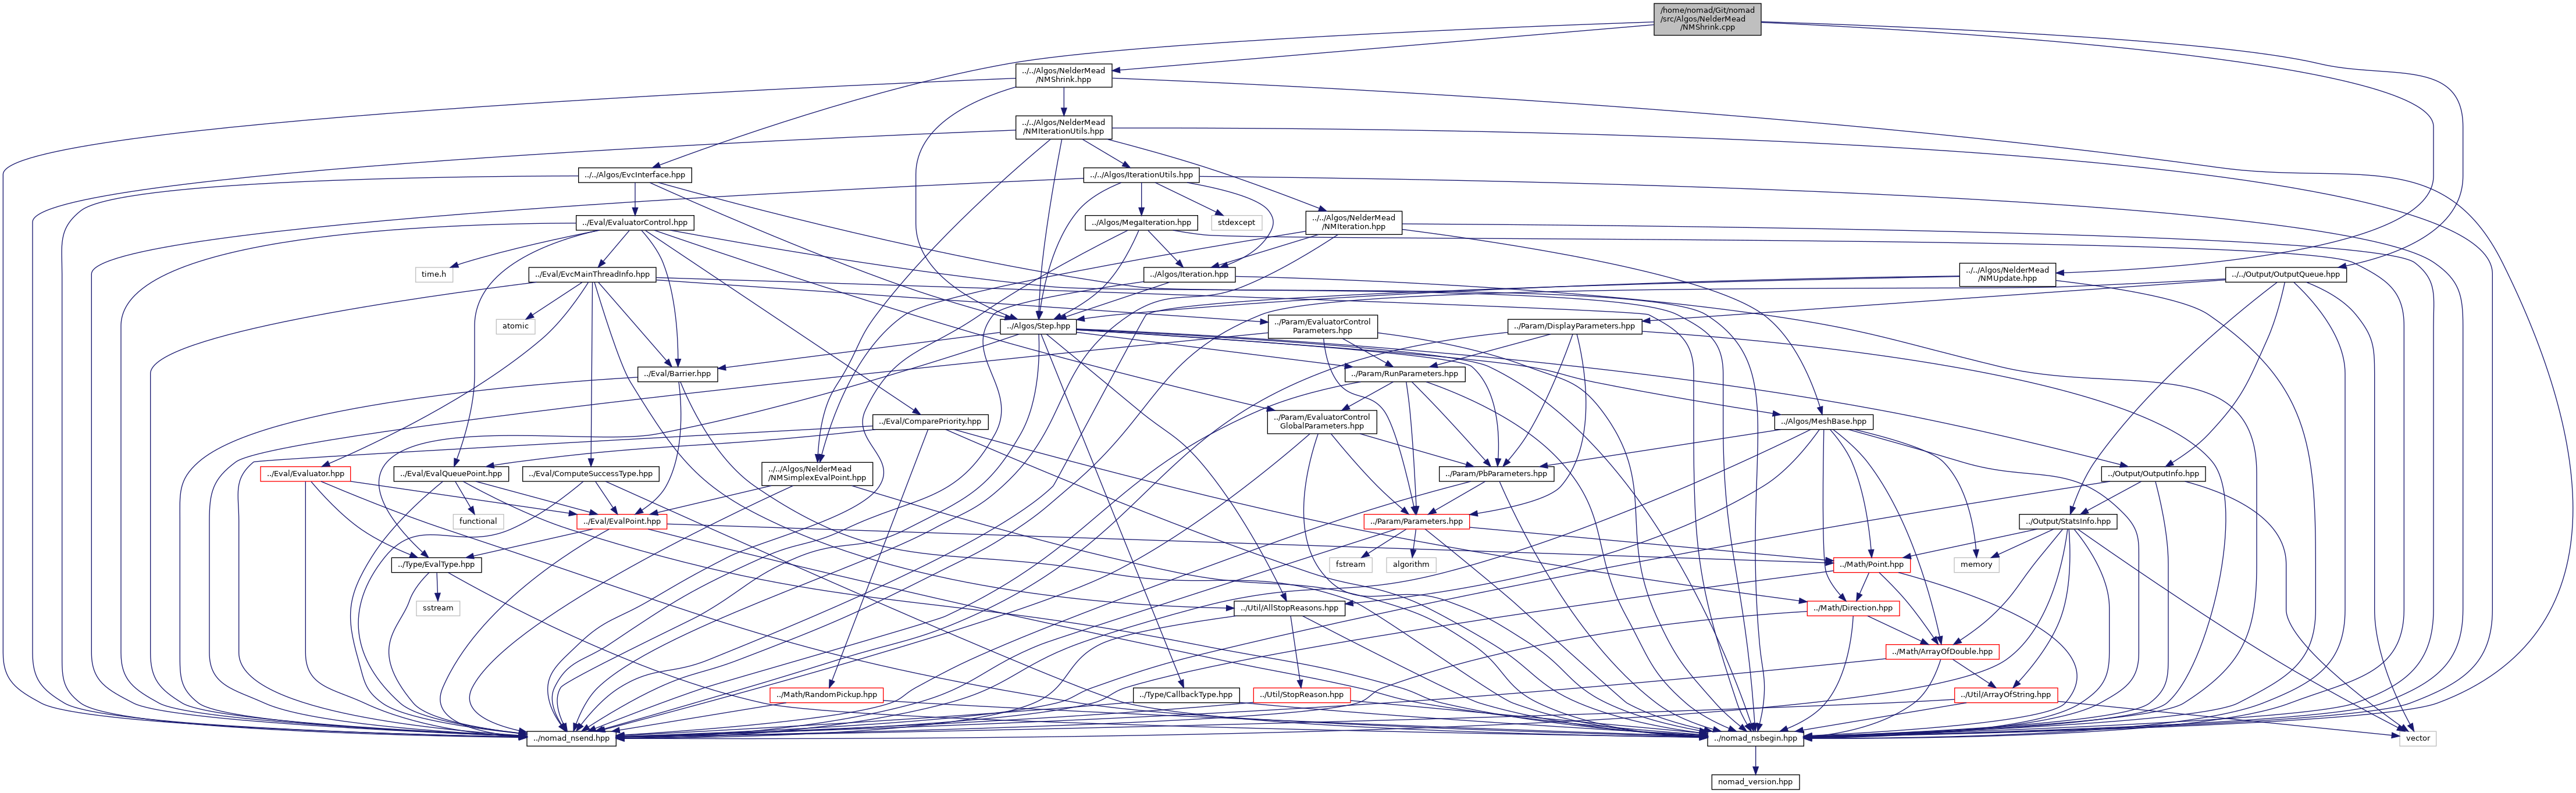 /home/nomad/Git/nomad
/src/Algos/NelderMead
/NMShrink.cpp
../../Algos/NelderMead
/NMShrink.hpp
../../Algos/NelderMead
/NMIterationUtils.hpp
../../Algos/EvcInterface.hpp
../../Algos/IterationUtils.hpp
../Eval/EvaluatorControl.hpp
../Algos/MegaIteration.hpp
stdexcept
../../Algos/NelderMead
/NMIteration.hpp
time.h
../Eval/EvcMainThreadInfo.hpp
../Algos/Iteration.hpp
../../Algos/NelderMead
/NMUpdate.hpp
../../Output/OutputQueue.hpp
atomic
../Algos/Step.hpp
../Param/EvaluatorControl
Parameters.hpp
../Param/DisplayParameters.hpp
../Eval/Barrier.hpp
../Param/RunParameters.hpp
../Eval/ComparePriority.hpp
../Param/EvaluatorControl
GlobalParameters.hpp
../Algos/MeshBase.hpp
../Eval/Evaluator.hpp
../Eval/EvalQueuePoint.hpp
../Eval/ComputeSuccessType.hpp
../../Algos/NelderMead
/NMSimplexEvalPoint.hpp
../Param/PbParameters.hpp
../Output/OutputInfo.hpp
functional
../Eval/EvalPoint.hpp
../Param/Parameters.hpp
../Output/StatsInfo.hpp
../Type/EvalType.hpp
fstream
algorithm
../Math/Point.hpp
memory
sstream
../Util/AllStopReasons.hpp
../Math/Direction.hpp
../Math/ArrayOfDouble.hpp
../Math/RandomPickup.hpp
../Type/CallbackType.hpp
../Util/StopReason.hpp
../Util/ArrayOfString.hpp
../nomad_nsend.hpp
../nomad_nsbegin.hpp
vector
nomad_version.hpp